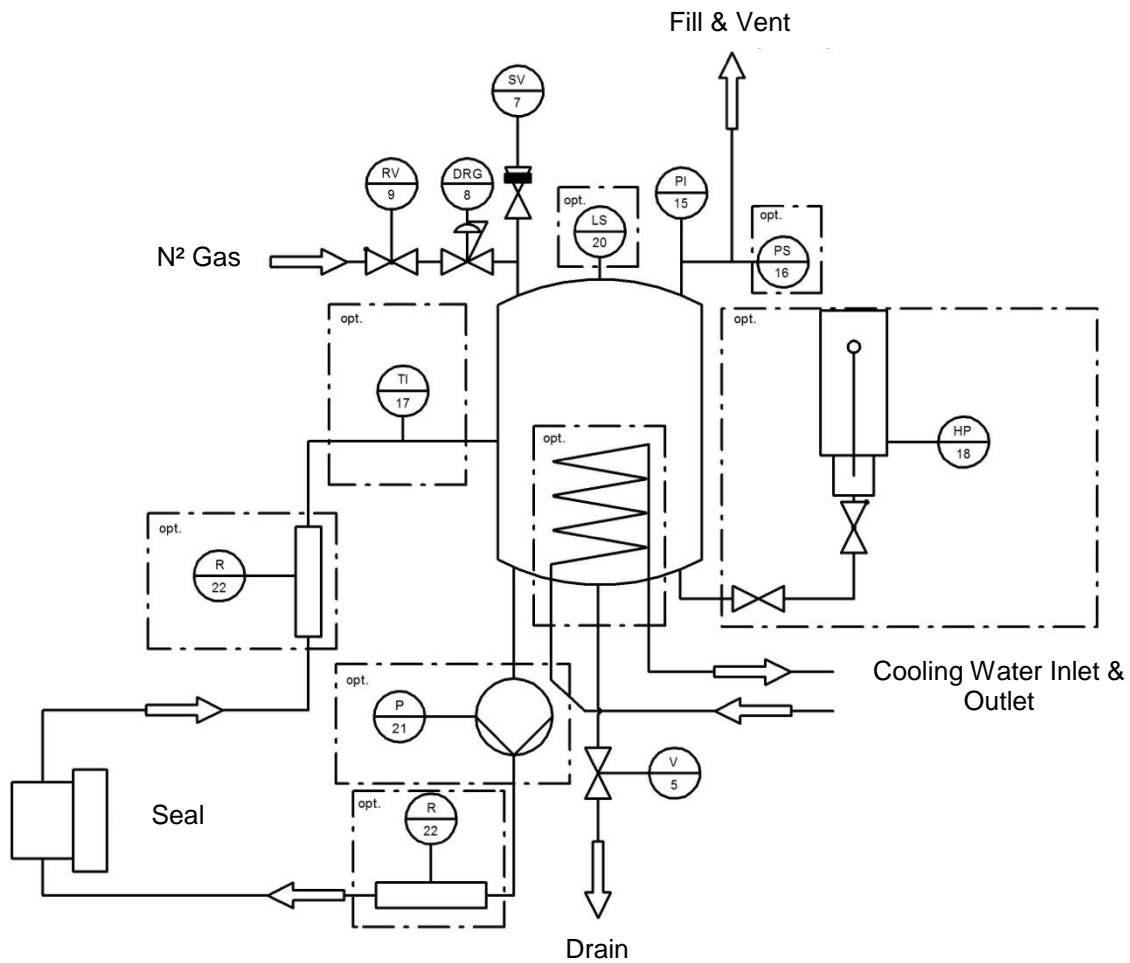 Fill & Vent
SV
7
RV
9
DRG
8
opt.
LS
20
PI
15
opt.
PS
16
N² Gas
opt.
TI
17
opt.
HP
18
opt.
opt.
R
22
Cooling Water Inlet &
Outlet
opt.
P
21
V
5
Seal
opt.
R
22
Drain